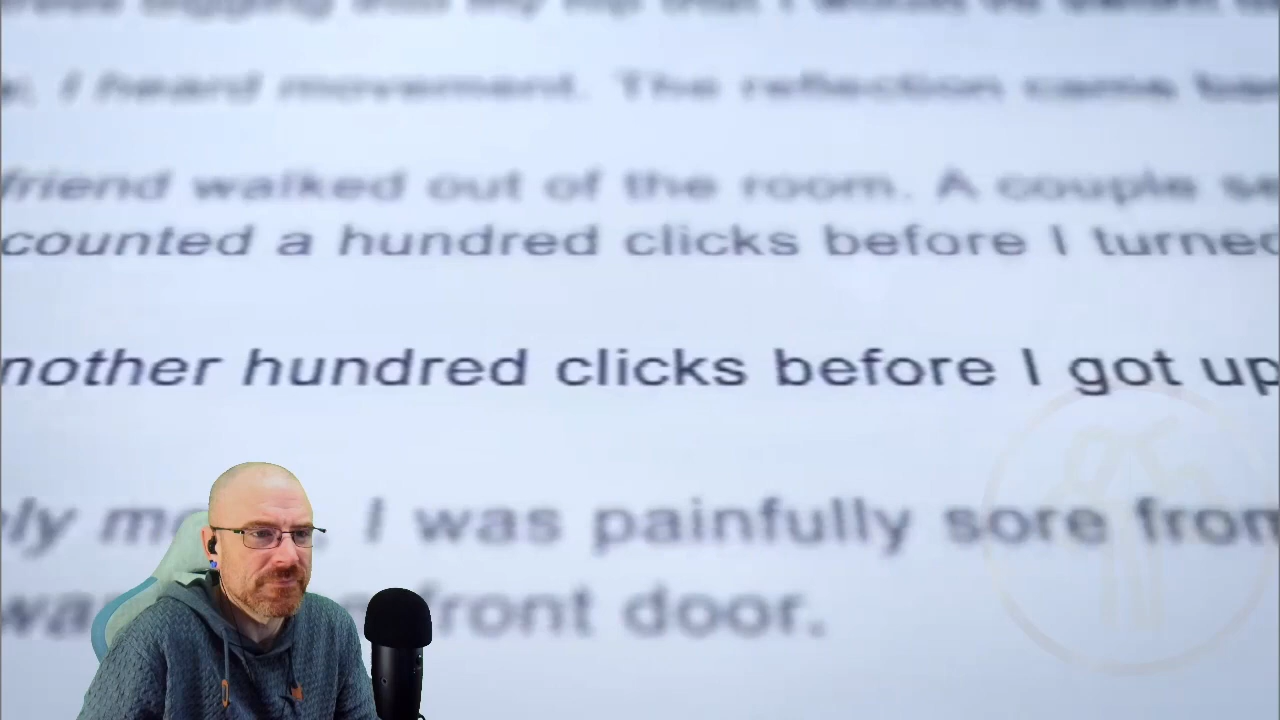 I heard movement. The reflection came
friend walked out of the room. A couple
counted a hundred clicks before I turned
nother hundred clicks before I got up
ly I was painfully sore from
front door.